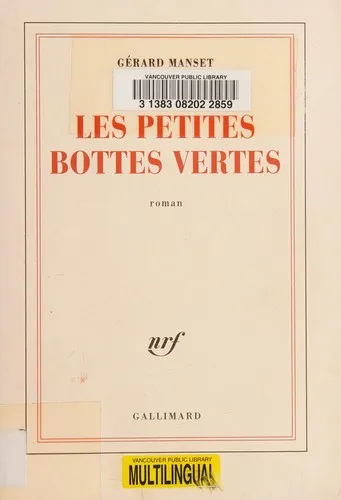 GÉRARD MANSET
VANCOUVER PUBLIC LIBRARY
3 1383 08202 2859
LES PETITES
BOTTES VERTES
roman
nrf
GALLIMARD
VANCOUVER PUBLIC LIBRARY
MULTILINGUAL